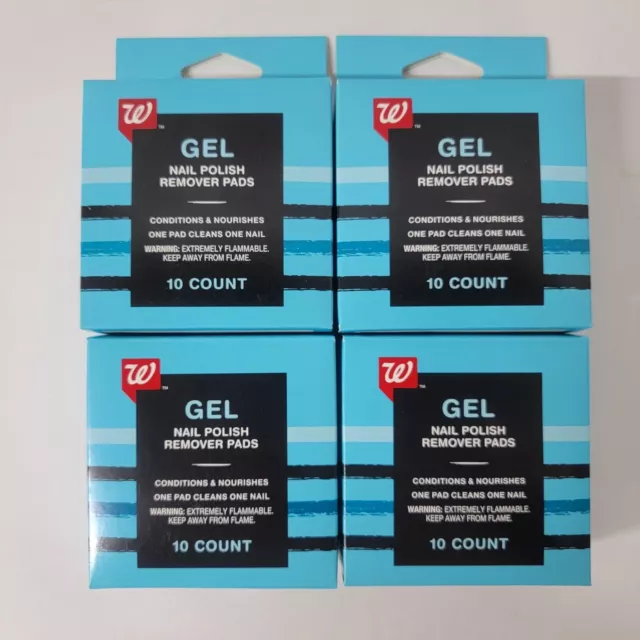 W™
GEL
NAIL POLISH
REMOVER PADS
CONDITIONS & NOURISHES
ONE PAD CLEANS ONE NAIL
WARNING: EXTREMELY FLAMMABLE.
KEEP AWAY FROM FLAME.
10 COUNT
W™
GEL
NAIL POLISH
REMOVER PADS
CONDITIONS & NOURISHES
ONE PAD CLEANS ONE NAIL
WARNING: EXTREMELY FLAMMABLE.
KEEP AWAY FROM FLAME.
10 COUNT
W™
GEL
NAIL POLISH
REMOVER PADS
CONDITIONS & NOURISHES
ONE PAD CLEANS ONE NAIL
WARNING: EXTREMELY FLAMMABLE.
KEEP AWAY FROM FLAME.
10 COUNT
W™
GEL
NAIL POLISH
REMOVER PADS
CONDITIONS & NOURISHES
ONE PAD CLEANS ONE NAIL
WARNING: EXTREMELY FLAMMABLE.
KEEP AWAY FROM FLAME.
10 COUNT